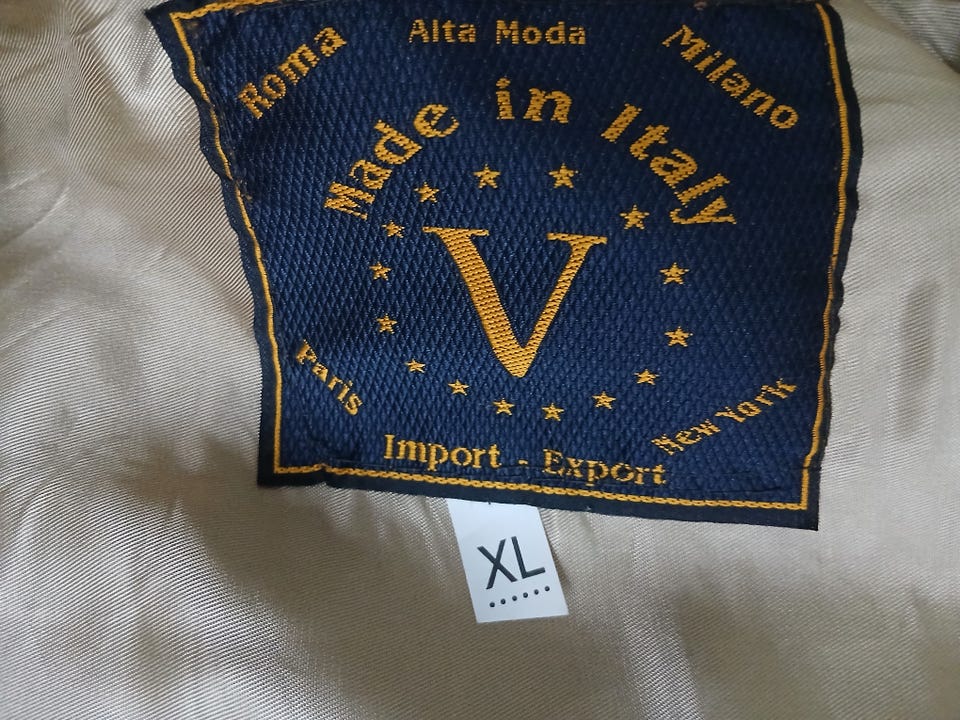 Alta Moda
Roma
Milano
Made in Italy
V
Paris
New York
Import - Export
XL